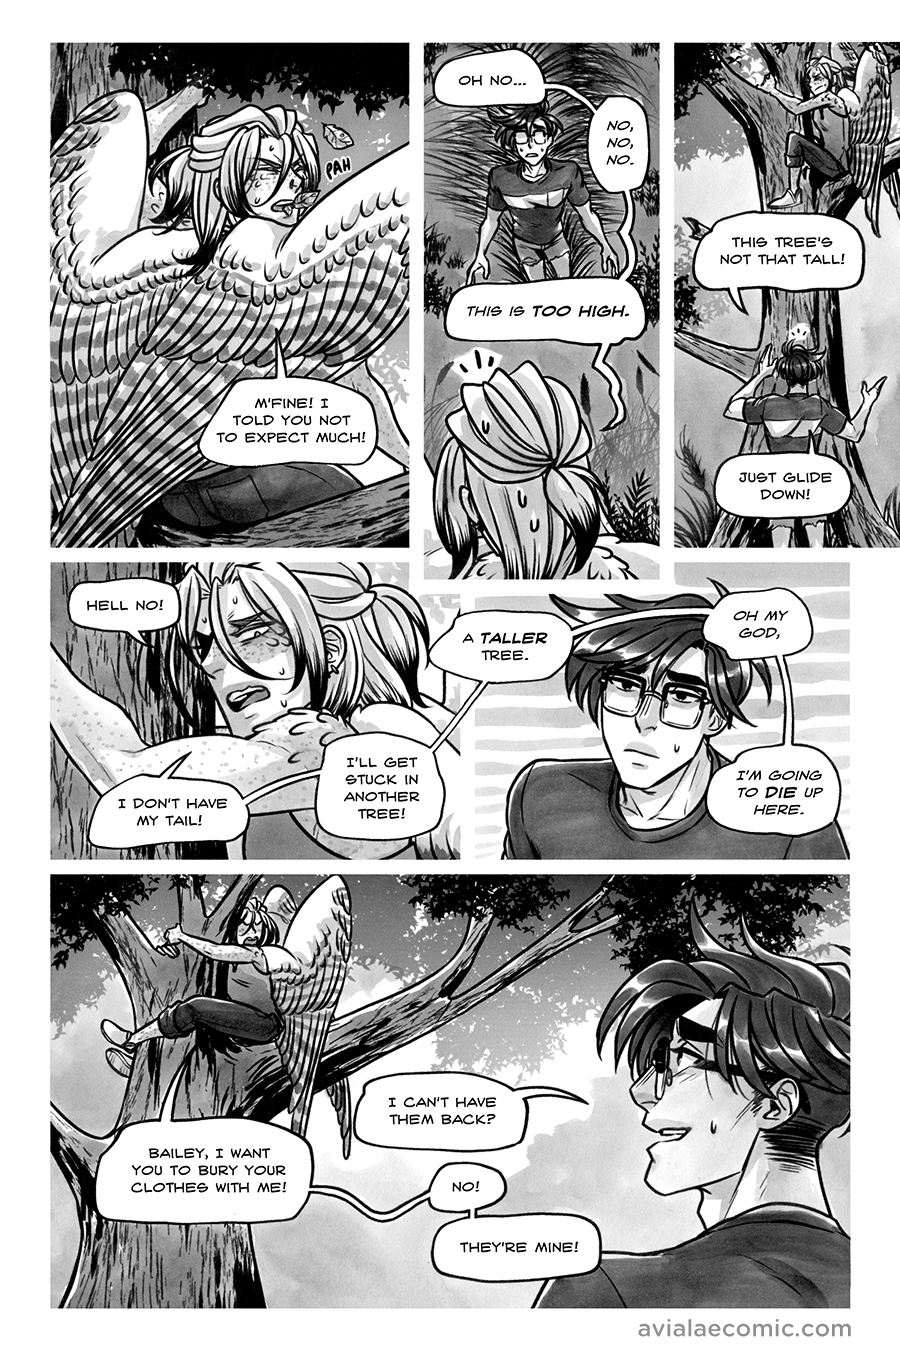 PAH
M'FINE! I
TOLD YOU NOT
TO EXPECT MUCH!
OH NO...
NO,
NO,
NO.
THIS IS TOO HIGH.
THIS TREE'S
NOT THAT TALL!
JUST GLIDE
DOWN!
HELL NO!
I DON'T HAVE
MY TAIL!
I'LL GET
STUCK IN
ANOTHER
TREE!
A TALLER
TREE.
OH MY
GOD,
I'M GOING
TO DIE UP
HERE.
BAILEY, I WANT
YOU TO BURY YOUR
CLOTHES WITH ME!
I CAN'T HAVE
THEM BACK?
NO!
THEY'RE MINE!
avialaecomic.com